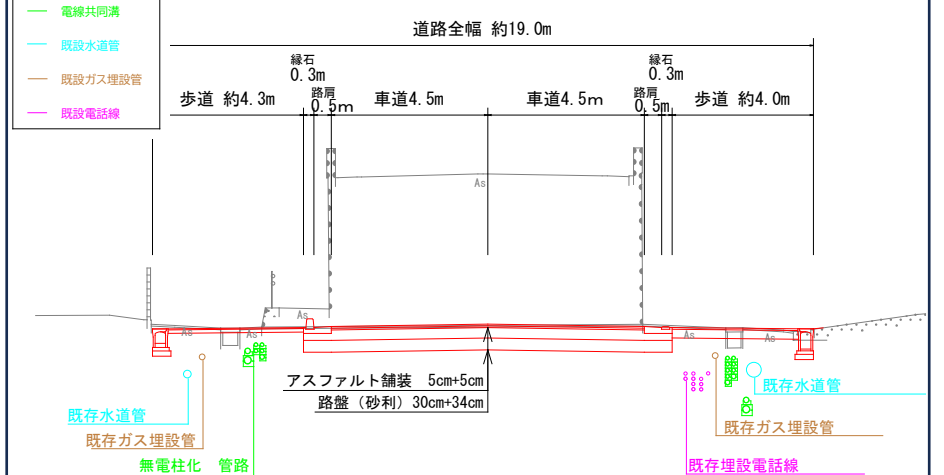 電線共同溝
既設水道管
既設ガス埋設管
既設電話線
道路全幅 約19.0m
縁石
0.3m
縁石
0.3m
歩道 約4.3m
路肩
0.5m
車道4.5m
車道4.5m
路肩
0.5m
歩道 約4.0m
As
As
As
As
As
As
アスファルト舗装 5cm+5cm
路盤（砂利）30cm+34cm
既存水道管
既存ガス埋設管
無電柱化 管路
既存水道管
既存ガス埋設管
既存埋設電話線